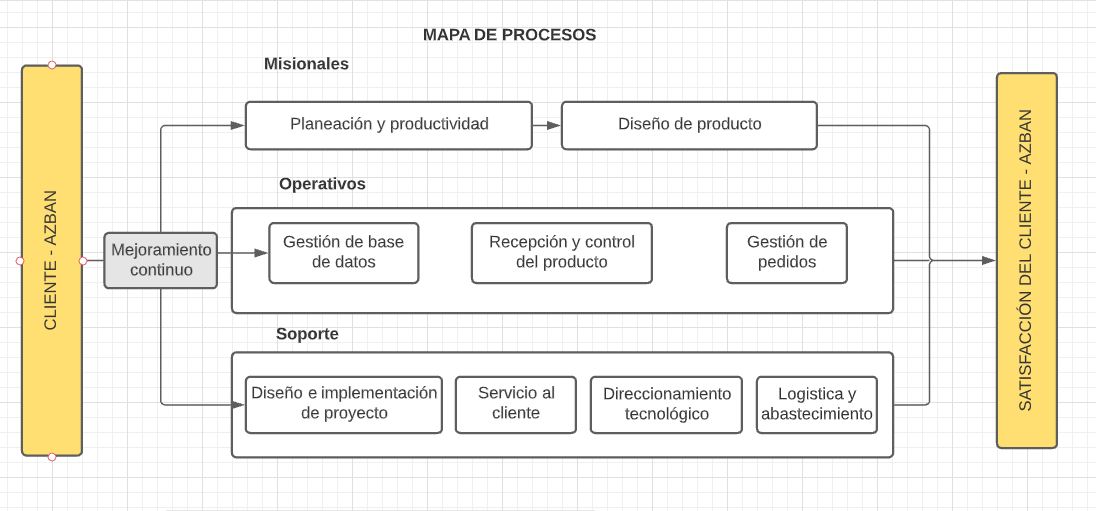 MAPA DE PROCESOS
Misionales
Planeación y productividad
Diseño de producto
Operativos
CLIENTE - AZBAN
Mejoramiento
continuo
Gestión de base
de datos
Recepción y control
del producto
Gestión de
pedidos
SATISFACCIÓN DEL CLIENTE - AZBAN
Soporte
Diseño e implementación
de proyecto
Servicio al
cliente
Direccionamiento
tecnológico
Logistica y
abastecimiento